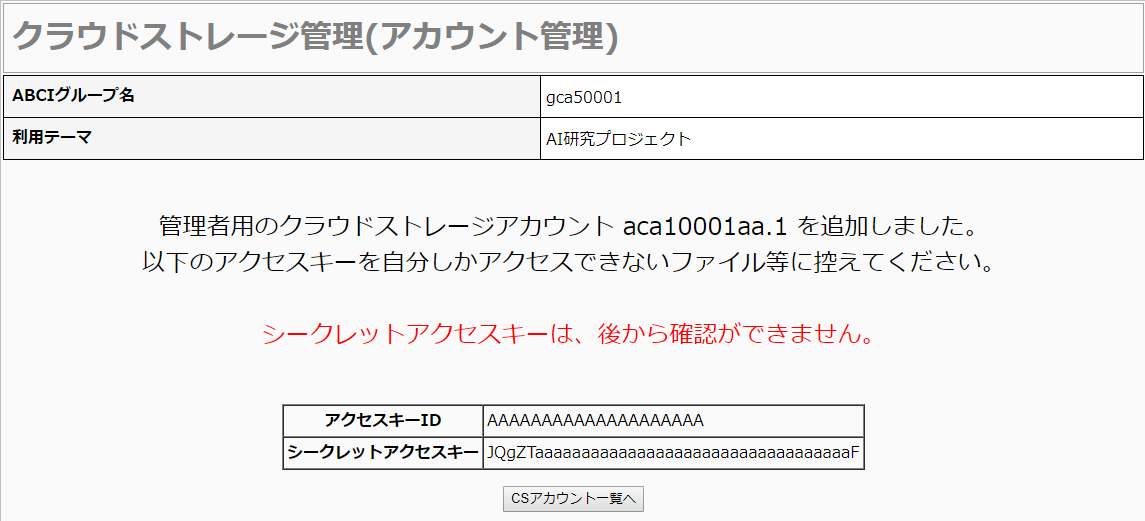 クラウドストレージ管理(アカウント管理)
ABCIグループ名 gca50001
利用テーマ AI研究プロジェクト
管理者用のクラウドストレージアカウント aca10001aa.1 を追加しました。
以下のアクセスキーを自分しかアクセスできないファイル等に控えてください。
シークレットアクセスキーは、後から確認ができません。
アクセスキーID AAAAAAAAAAAAAAAAAAAA
シークレットアクセスキー JQgZTaaaaaaaaaaaaaaaaaaaaaaaaaaaaaaaaaaF
CSアカウント一覧へ